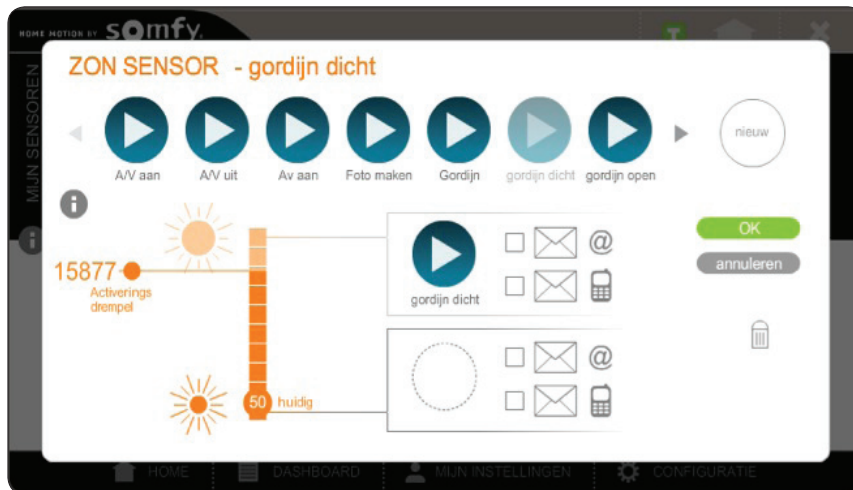 HOME MOTION BY somfy.
MIJN SENSOREN
ZON SENSOR - gordijn dicht
A/V aan
A/V uit
Av aan
Foto maken
Gordijn
gordijn dicht
gordijn open
nieuw
i
i
15877
Activerings
drempel
50 huidig
gordijn dicht
@
@
OK
annuleren
HOME
DASHBOARD
MIJN INSTELLINGEN
CONFIGURATIE